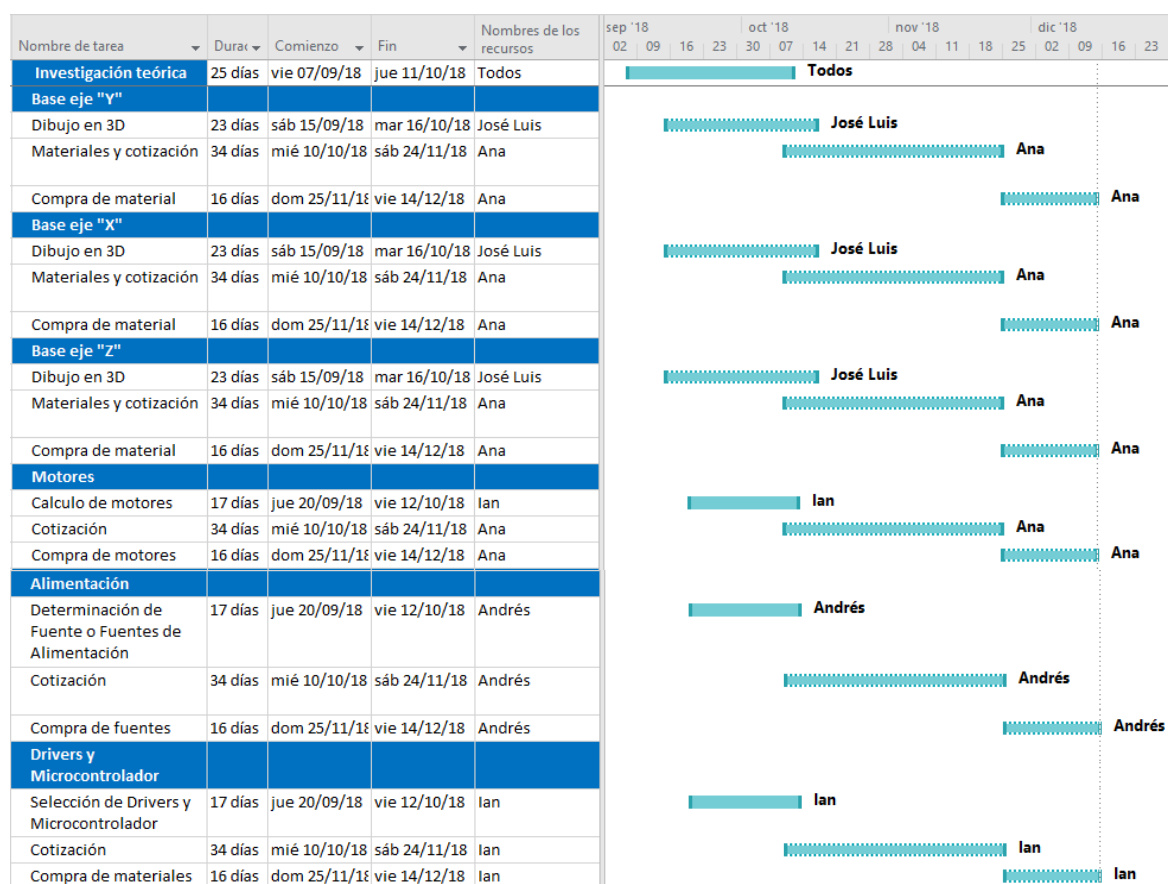 Nombre de tarea Durac Comienzo Fin Nombres de los recursos
sep '18 oct '18 nov '18 dic '18
02 09 16 23 30 07 14 21 28 04 11 18 25 02 09 16 23
Investigación teórica 25 días vie 07/09/18 jue 11/10/18 Todos Todos
Base eje "Y"
Dibujo en 3D 23 días sáb 15/09/18 mar 16/10/18 José Luis José Luis
Materiales y cotización 34 días mié 10/10/18 sáb 24/11/18 Ana Ana
Compra de material 16 días dom 25/11/18 vie 14/12/18 Ana Ana
Base eje "X"
Dibujo en 3D 23 días sáb 15/09/18 mar 16/10/18 José Luis José Luis
Materiales y cotización 34 días mié 10/10/18 sáb 24/11/18 Ana Ana
Compra de material 16 días dom 25/11/18 vie 14/12/18 Ana Ana
Base eje "Z"
Dibujo en 3D 23 días sáb 15/09/18 mar 16/10/18 José Luis José Luis
Materiales y cotización 34 días mié 10/10/18 sáb 24/11/18 Ana Ana
Compra de material 16 días dom 25/11/18 vie 14/12/18 Ana Ana
Motores
Calculo de motores 17 días jue 20/09/18 vie 12/10/18 Ian Ian
Cotización 34 días mié 10/10/18 sáb 24/11/18 Ana Ana
Compra de motores 16 días dom 25/11/18 vie 14/12/18 Ana Ana
Alimentación
Determinación de 17 días jue 20/09/18 vie 12/10/18 Andrés Andrés
Fuente o Fuentes de
Alimentación
Cotización 34 días mié 10/10/18 sáb 24/11/18 Andrés Andrés
Compra de fuentes 16 días dom 25/11/18 vie 14/12/18 Andrés Andrés
Drivers y
Microcontrolador
Selección de Drivers y 17 días jue 20/09/18 vie 12/10/18 Ian Ian
Microcontrolador
Cotización 34 días mié 10/10/18 sáb 24/11/18 Ian Ian
Compra de materiales 16 días dom 25/11/18 vie 14/12/18 Ian Ian